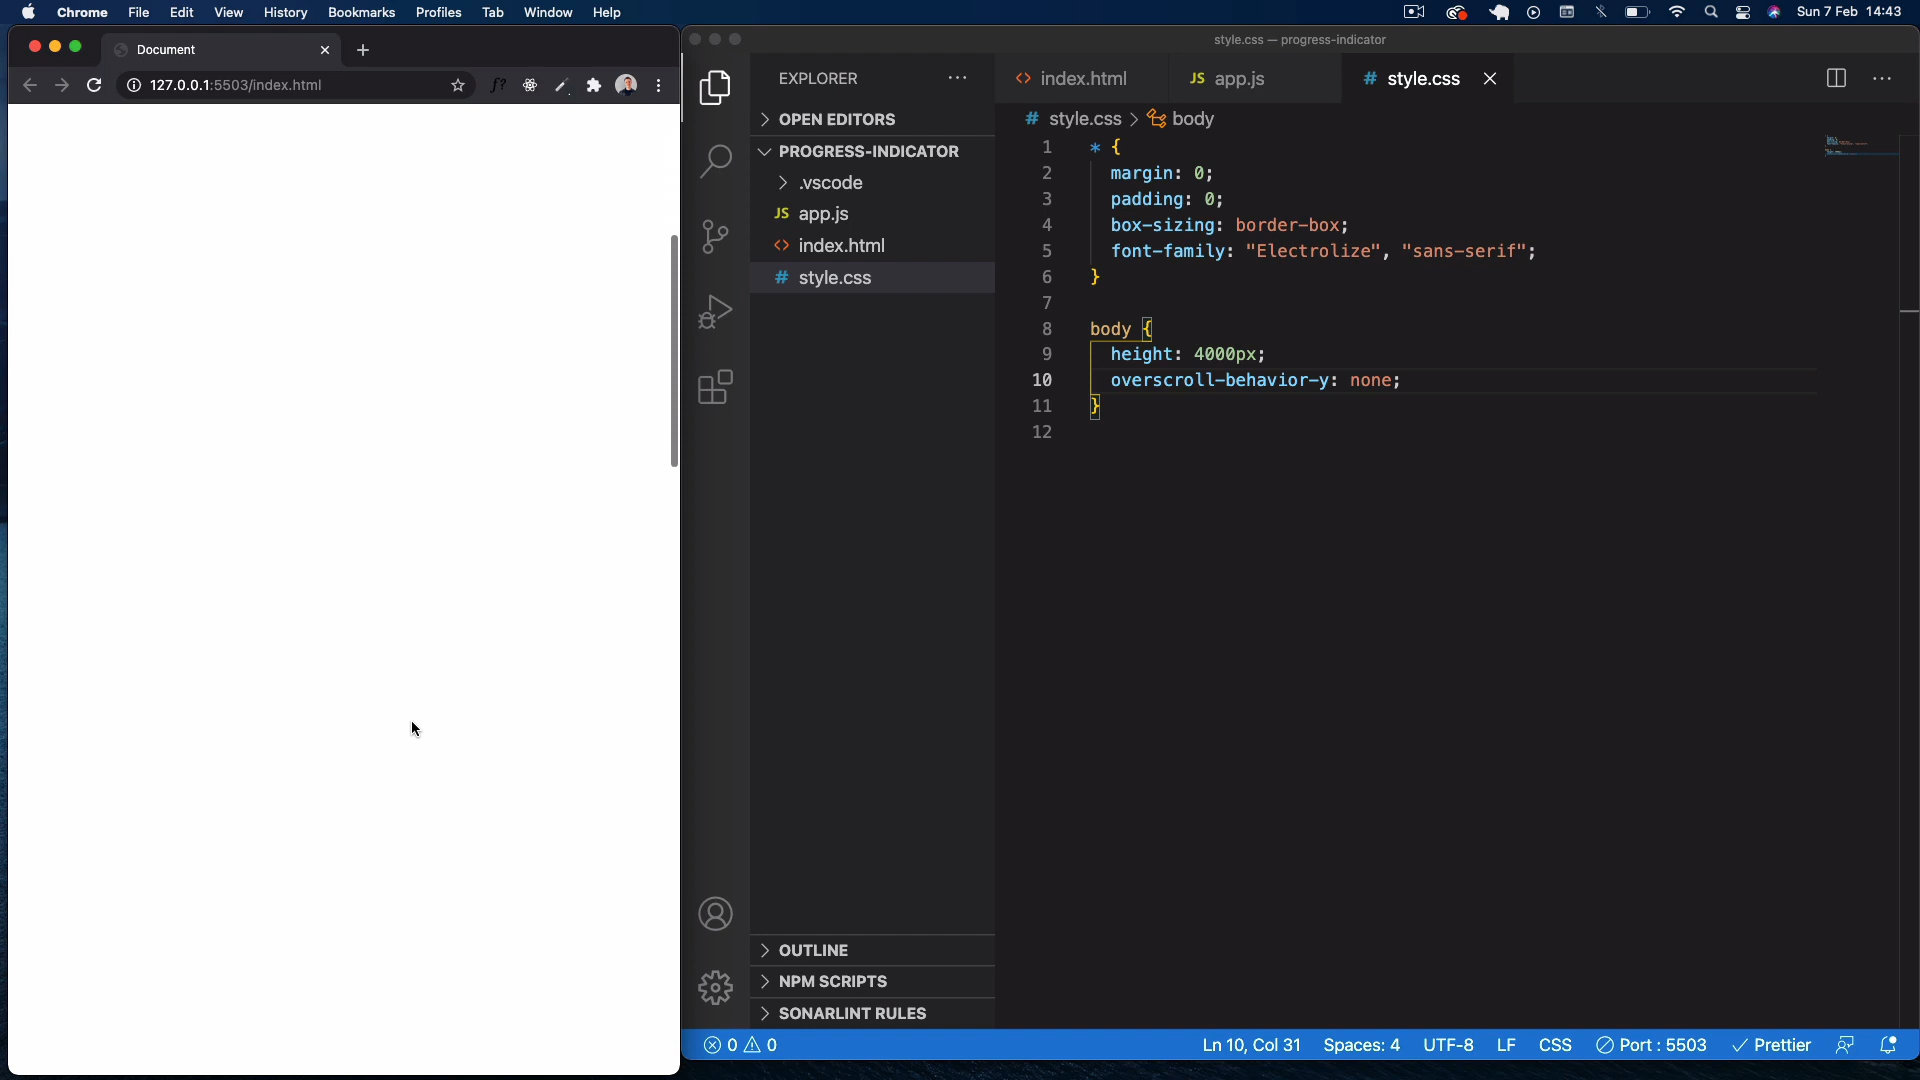 Chrome File Edit View History Bookmarks Profiles Tab Window Help
Sun 7 Feb 14:43
Document
127.0.0.1:5503/index.html
f?
style.css — progress-indicator
EXPLORER
OPEN EDITORS
PROGRESS-INDICATOR
.vscode
JS app.js
<> index.html
# style.css
OUTLINE
NPM SCRIPTS
SONARLINT RULES
<> index.html JS app.js # style.css
# style.css > body
1 * {
2 margin: 0;
3 padding: 0;
4 box-sizing: border-box;
5 font-family: "Electrolize", "sans-serif";
6 }
7
8 body {
9 height: 4000px;
10 overscroll-behavior-y: none;
11 }
12
0 0 Ln 10, Col 31 Spaces: 4 UTF-8 LF CSS Port : 5503 Prettier